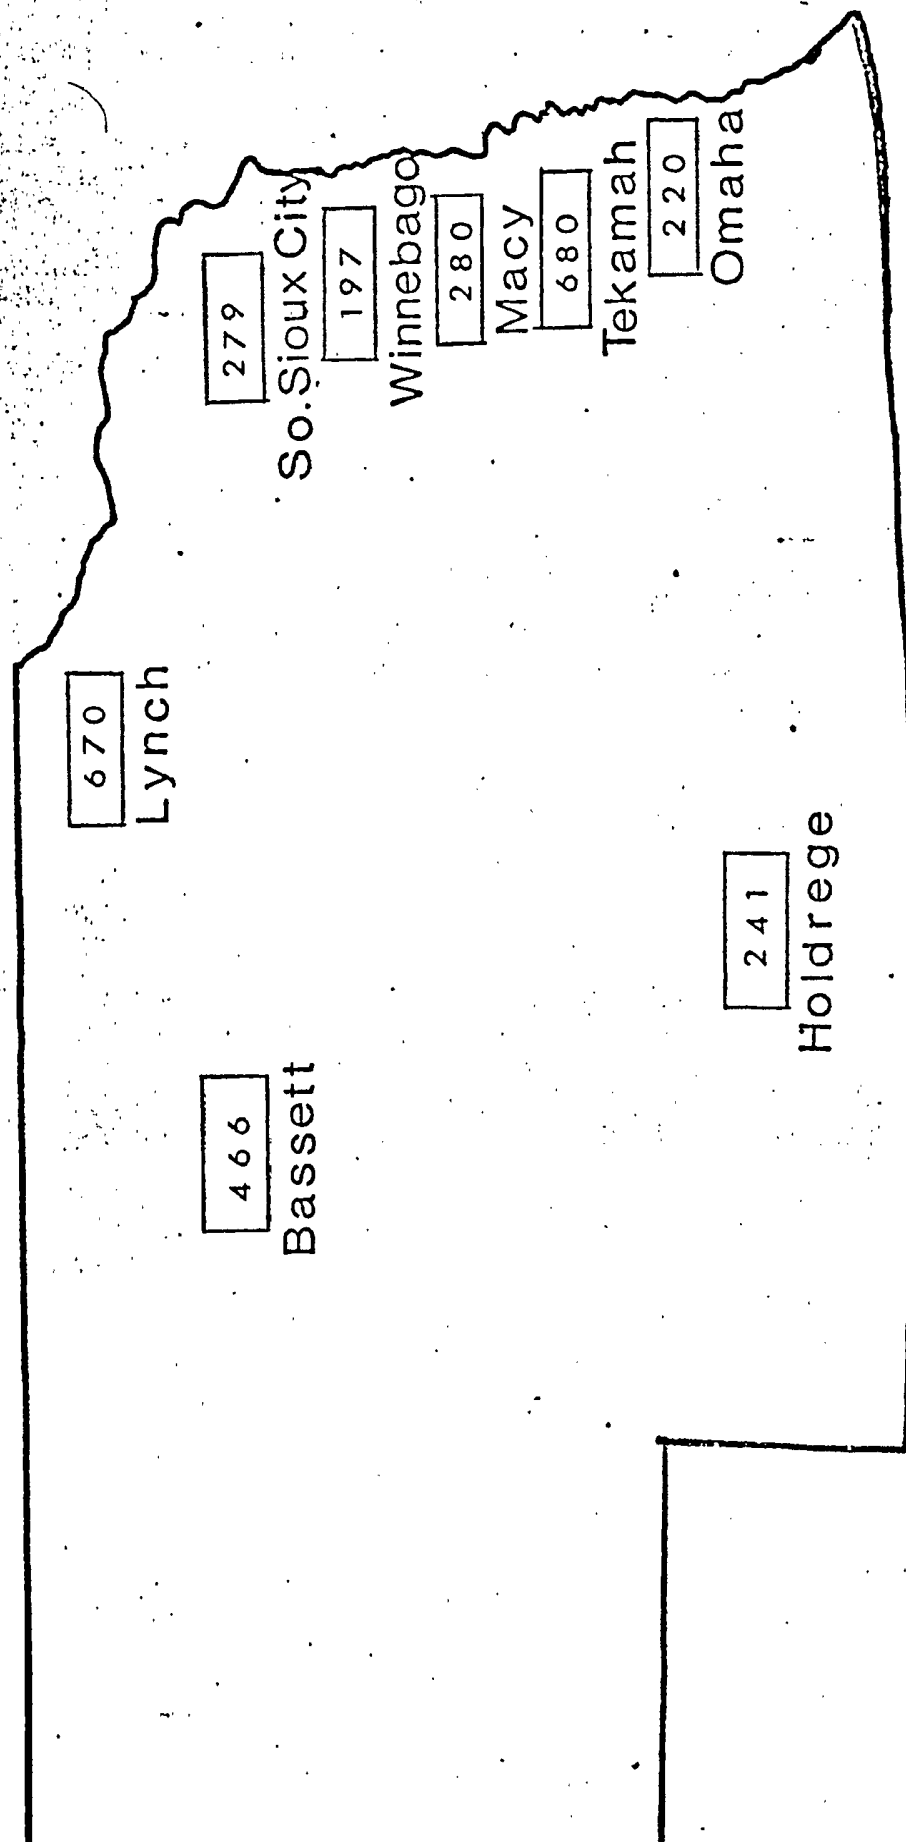 670
Lynch
279
So. Sioux City
466
Bassett
197
Winnebago
280
Macy
680
Tekamah
220
Omaha
241
Holdrege